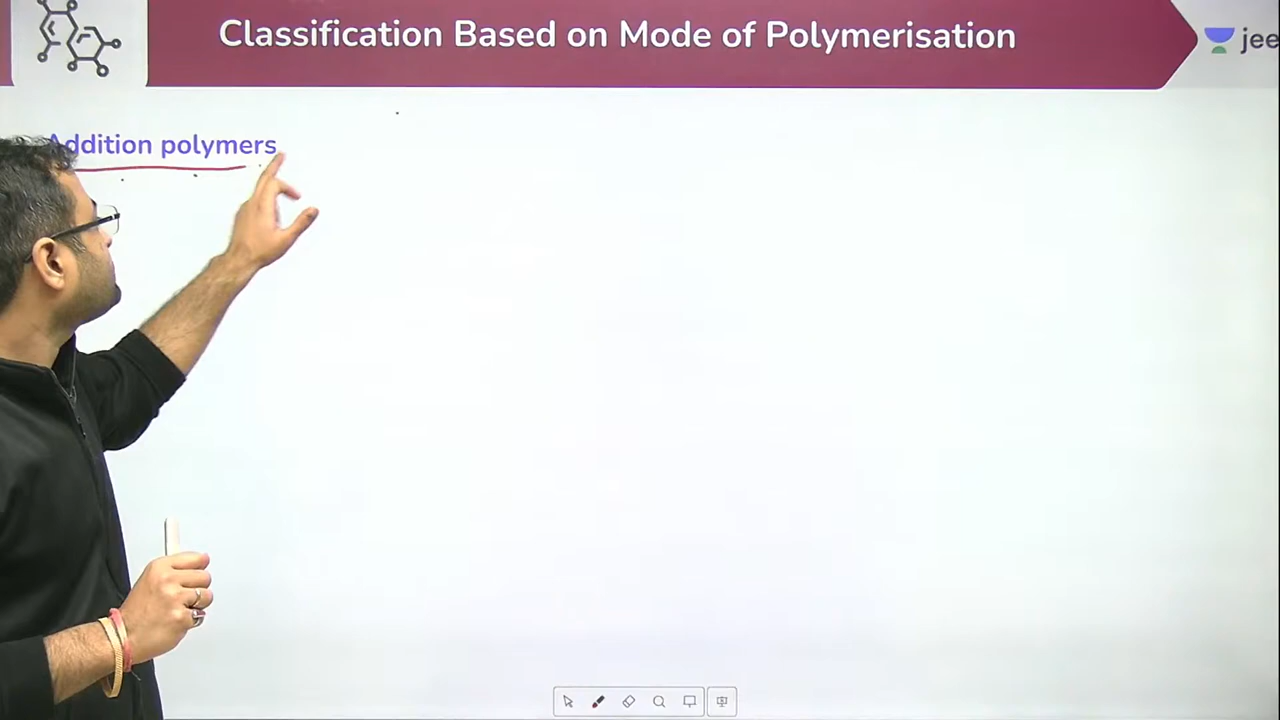 Classification Based on Mode of Polymerisation
jee
Addition polymers